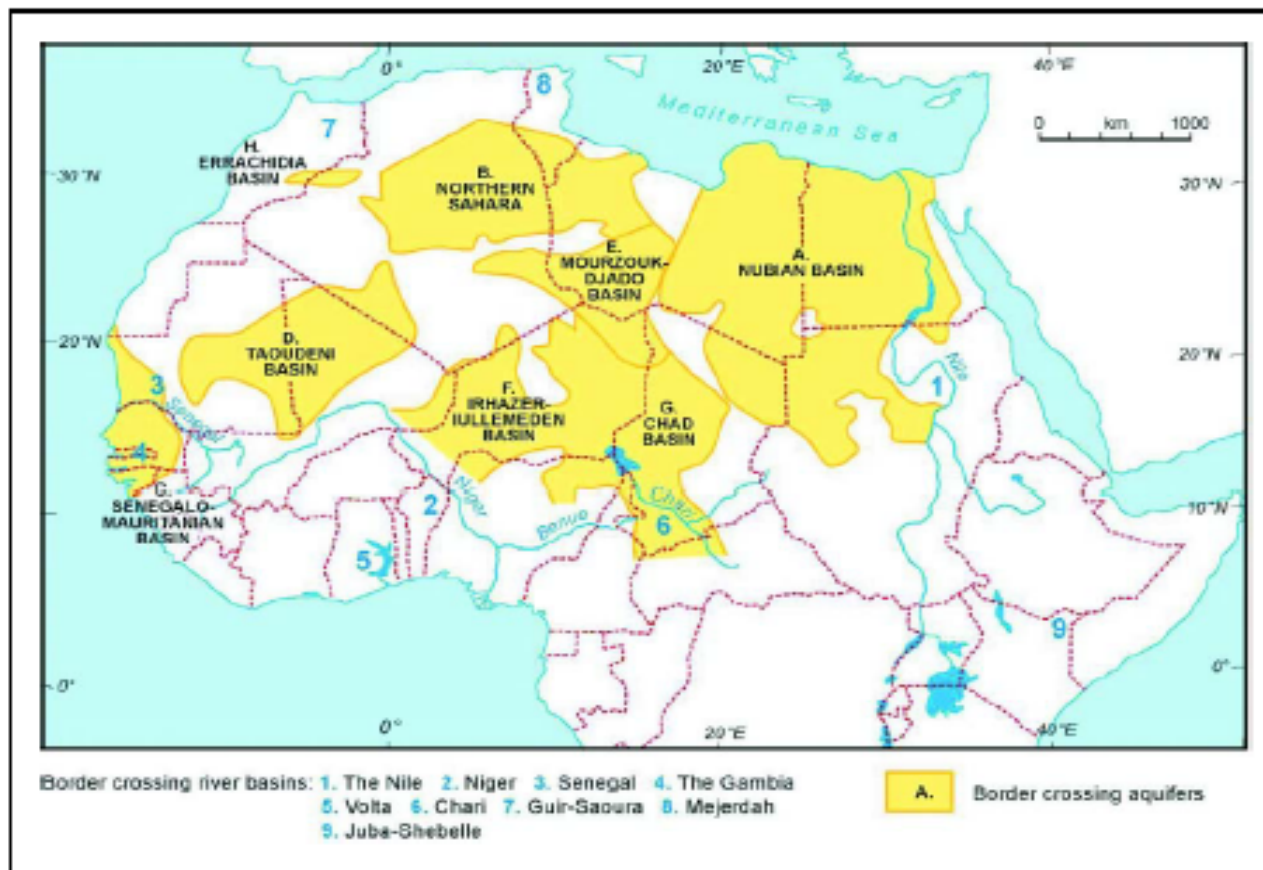 0°
20°E
40°E
8
Mediterranean Sea
0 km 1000
7
H.
ERRACHIDIA
BASIN
30°N
30°N
B.
NORTHERN
SAHARA
E.
MOURZOUK-
DJADO
BASIN
A.
NUBIAN BASIN
20°N
20°N
D.
TAOUDENI
BASIN
3
Senegal
F.
IRHAZER-
IULLEMEDEN
BASIN
G.
CHAD
BASIN
Nile
1
4
C.
SENEGALO-
MAURITANIAN
BASIN
2
Niger
Benue
Chari
6
10°N
5
9
0°
0°
0°
20°E
40°E
Border crossing river basins: 1. The Nile 2. Niger 3. Senegal 4. The Gambia
5. Volta 6. Chari 7. Guir-Saoura 8. Mejerdah
9. Juba-Shebelle
A. Border crossing aquifers